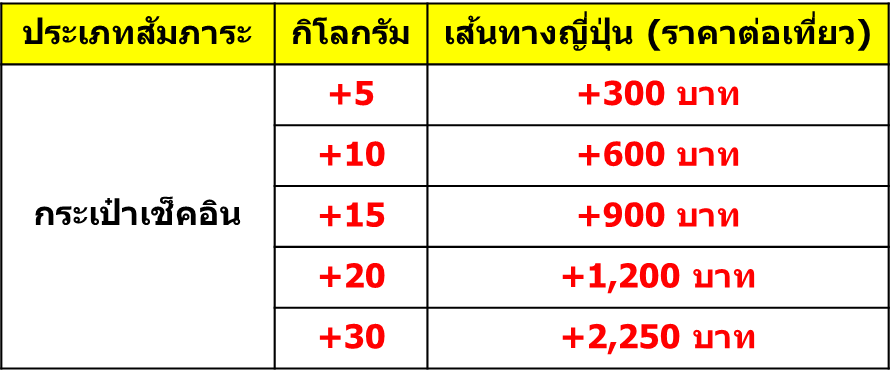 ประเภทสัมภาระ กิโลกรัม เส้นทางญี่ปุ่น (ราคาต่อเที่ยว)
+5 +300 บาท
+10 +600 บาท
กระเป๋าเช็คอิน +15 +900 บาท
+20 +1,200 บาท
+30 +2,250 บาท